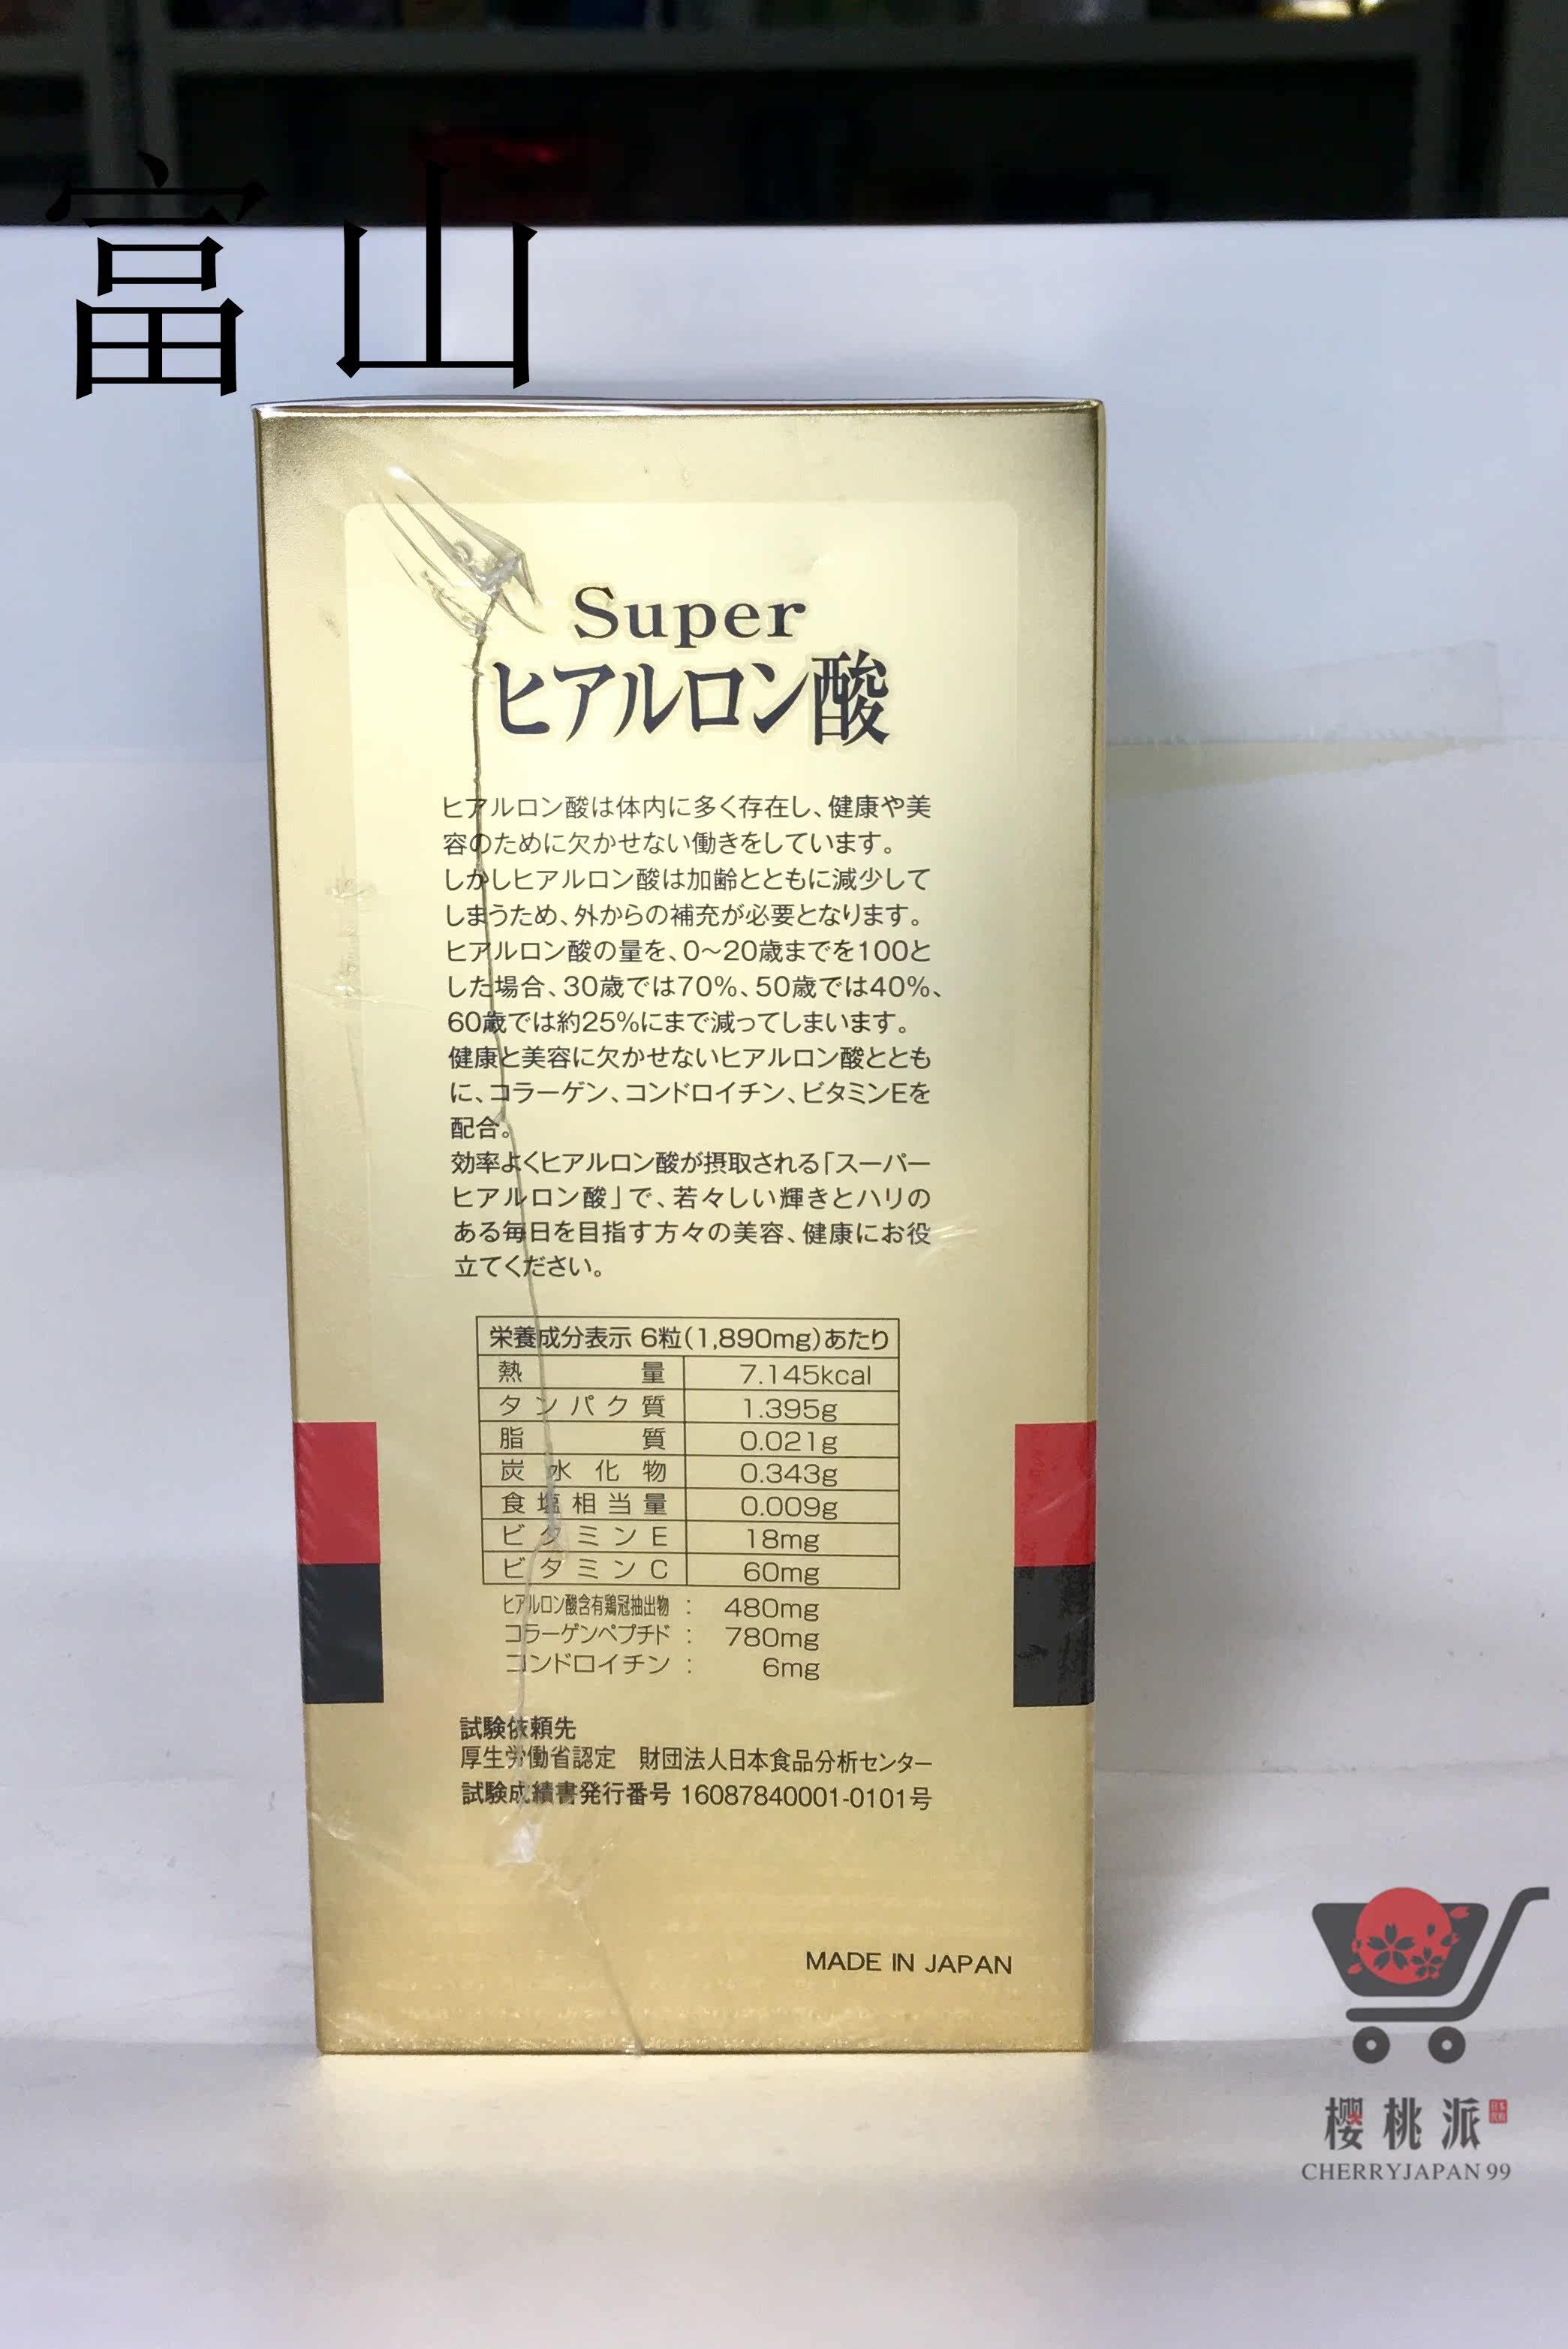 富山
Super
ヒアルロン酸
ヒアルロン酸は体内に多く存在し、健康や美
容のために欠かせない働きをしています。
しかしヒアルロン酸は加齢とともに減少して
しまうため、外からの補充が必要となります。
ヒアルロン酸の量を、0〜20歳までを100と
した場合、30歳では70%、50歳では40%、
60歳では約25%にまで減ってしまいます。
健康と美容に欠かせないヒアルロン酸ととも
に、コラーゲン、コンドロイチン、ビタミンEを
配合。
効率よくヒアルロン酸が摂取される「スーパー
ヒアルロン酸」で、若々しい輝きとハリの
ある毎日を目指す方々の美容、健康にお役
立てください。
栄養成分表示 6粒(1,890mg)あたり
熱量 7.145kcal
タンパク質 1.395g
脂質 0.021g
炭水化物 0.343g
食塩相当量 0.009g
ビタミンE 18mg
ビタミンC 60mg
ヒアルロン酸含有鶏冠抽出物 : 480mg
コラーゲンペプチド : 780mg
コンドロイチン : 6mg
試験依頼先
厚生労働省認定 財団法人日本食品分析センター
試験成績書発行番号 16087840001-0101号
MADE IN JAPAN
樱桃派
CHERRYJAPAN 99